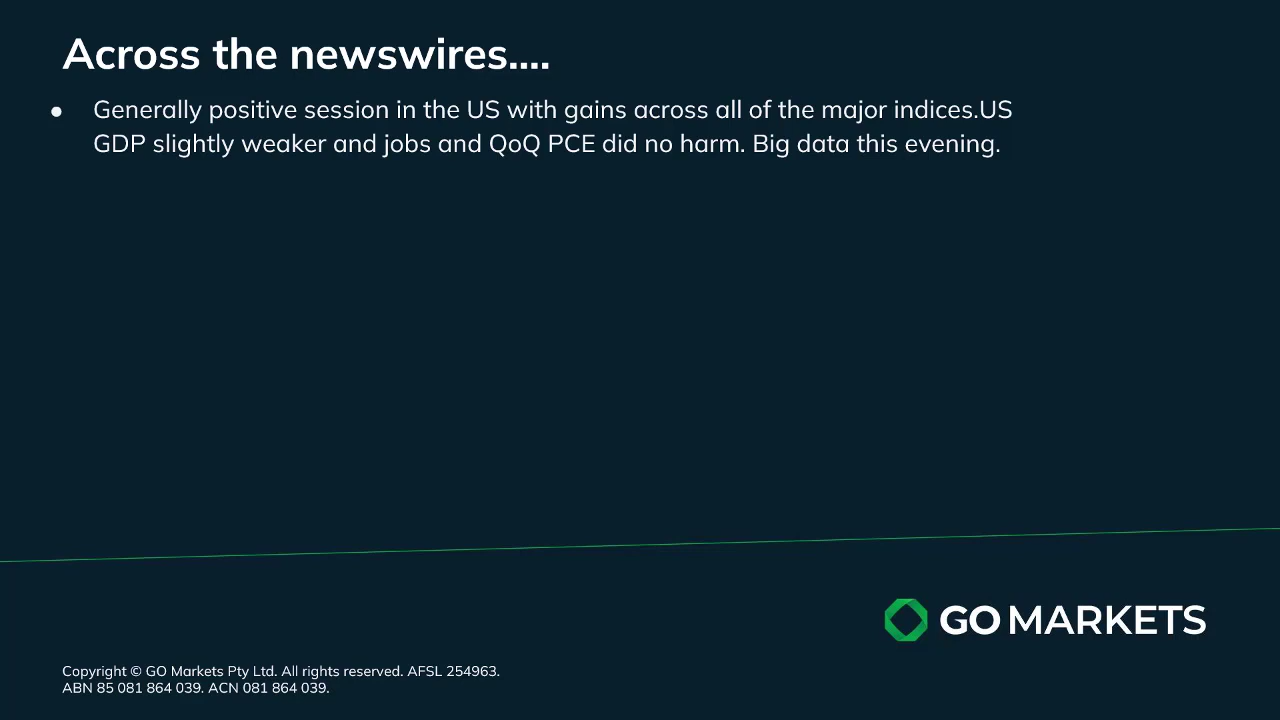 Across the newswires....
● Generally positive session in the US with gains across all of the major indices.US
GDP slightly weaker and jobs and QoQ PCE did no harm. Big data this evening.
GO MARKETS
Copyright © GO Markets Pty Ltd. All rights reserved. AFSL 254963.
ABN 85 081 864 039. ACN 081 864 039.